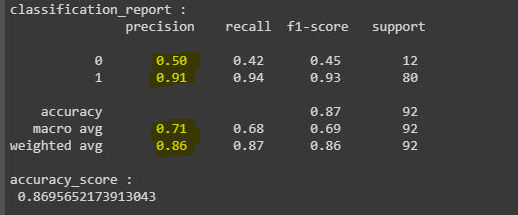 classification_report :
precision recall f1-score support
0 0.50 0.42 0.45 12
1 0.91 0.94 0.93 80
accuracy 0.87 92
macro avg 0.71 0.68 0.69 92
weighted avg 0.86 0.87 0.86 92
accuracy_score :
0.8695652173913043